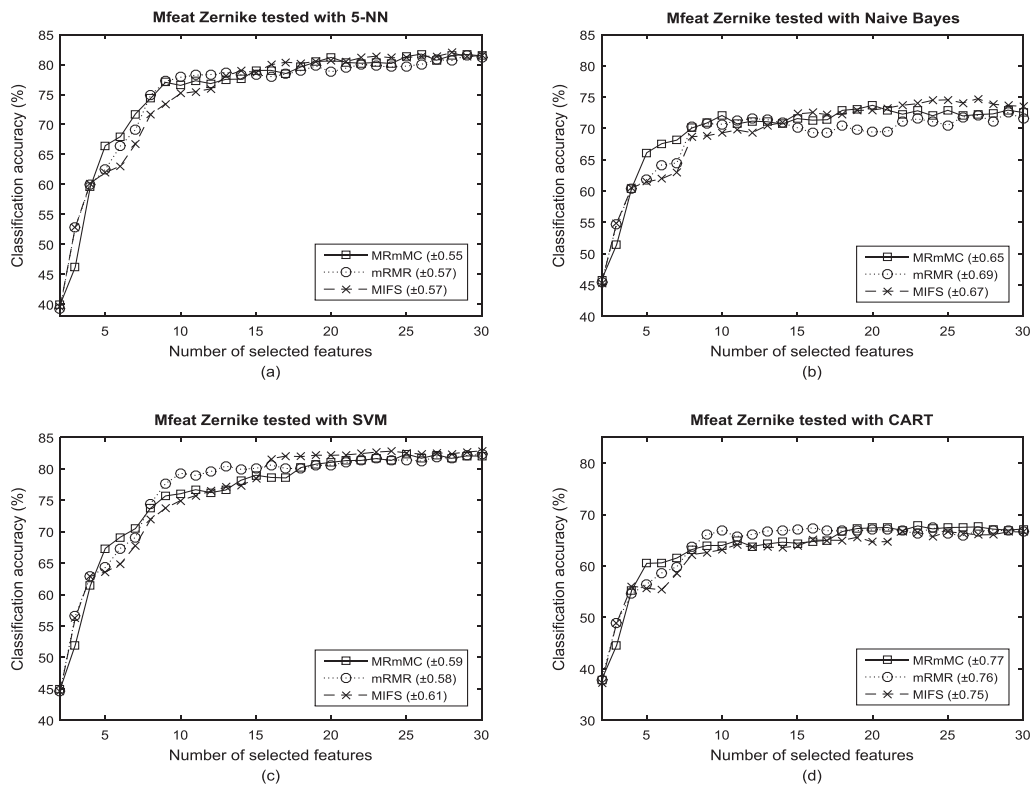 Mfeat Zernike tested with 5-NN
Classification accuracy (%)
85
80
75
70
65
60
55
50
45
40
5 10 15 20 25 30
Number of selected features
(a)
MRmMC (±0.55
mRMR (±0.57)
MIFS (±0.57)
Mfeat Zernike tested with Naive Bayes
Classification accuracy (%)
85
80
75
70
65
60
55
50
45
40
5 10 15 20 25 30
Number of selected features
(b)
MRmMC (±0.65
mRMR (±0.69)
MIFS (±0.67)
Mfeat Zernike tested with SVM
Classification accuracy (%)
85
80
75
70
65
60
55
50
45
40
5 10 15 20 25 30
Number of selected features
(c)
MRmMC (±0.59
mRMR (±0.58)
MIFS (±0.61)
Mfeat Zernike tested with CART
Classification accuracy (%)
80
70
60
50
40
30
5 10 15 20 25 30
Number of selected features
(d)
MRmMC (±0.77
mRMR (±0.76)
MIFS (±0.75)